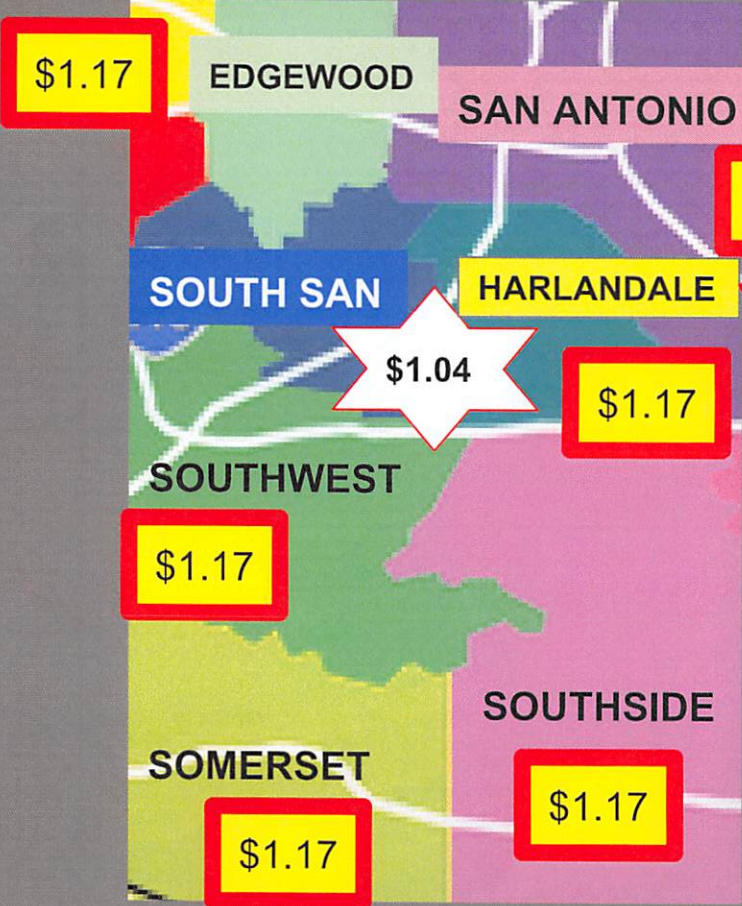 $1.17
EDGEWOOD
SAN ANTONIO
SOUTH SAN
HARLANDALE
$1.04
$1.17
SOUTHWEST
$1.17
SOUTHSIDE
SOMERSET
$1.17
$1.17